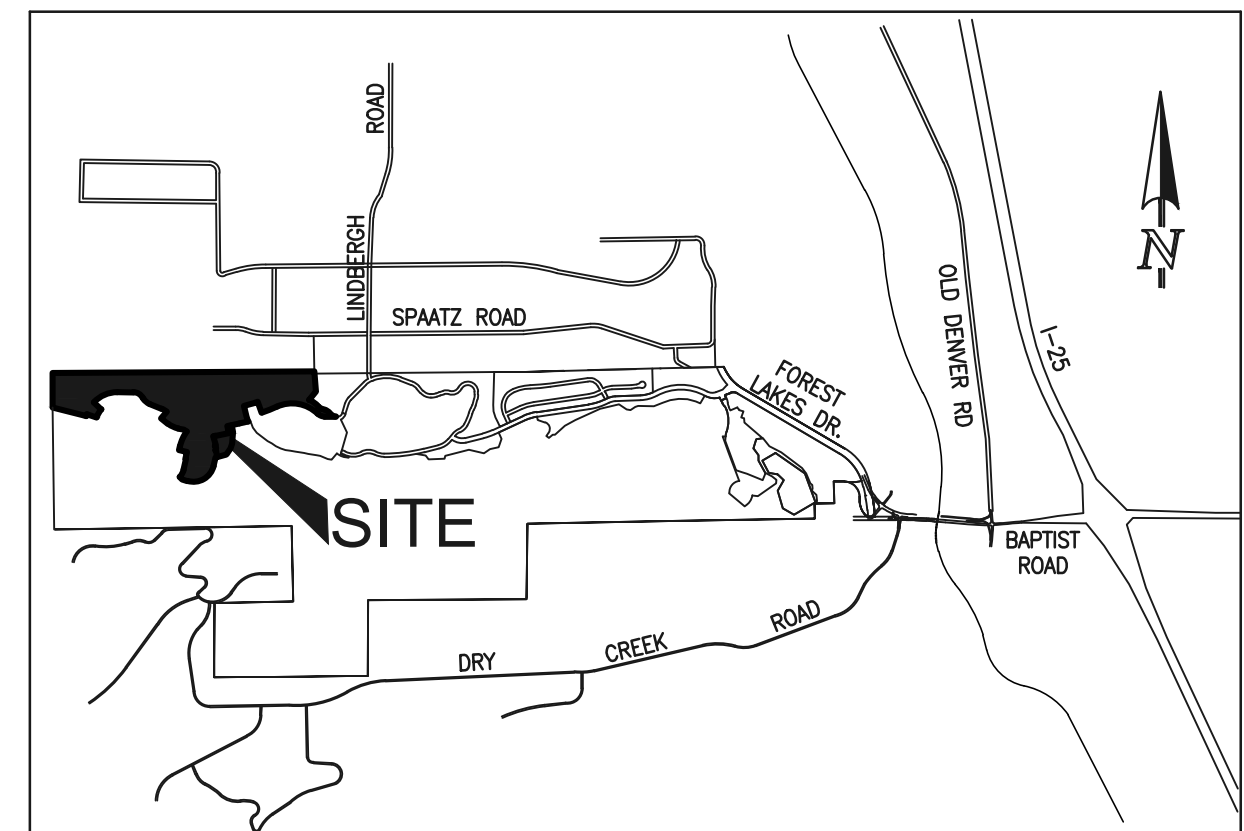 LINDBERGH ROAD
SPAATZ ROAD
FOREST
LAKES DR.
OLD DENVER RD
I-25
N
SITE
BAPTIST
ROAD
DRY CREEK ROAD